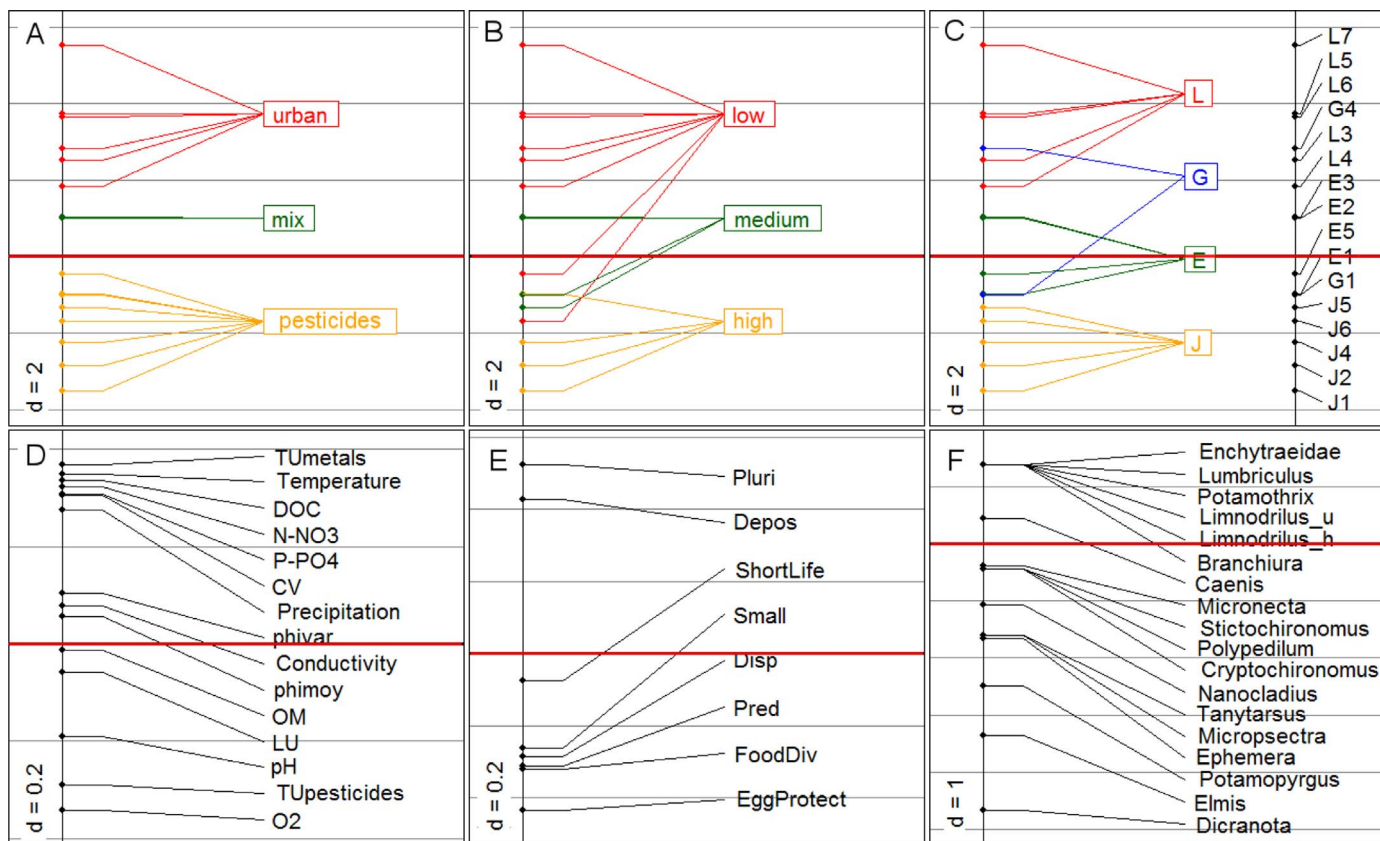 A
urban
mix
pesticides
d = 2
B
low
medium
high
d = 2
C
L
G
E
J
d = 2
L7
L5
L6
G4
L3
L4
E3
E2
E5
E1
G1
J5
J6
J4
J2
J1
D
TUmetals
Temperature
DOC
N-NO3
P-PO4
CV
Precipitation
phivar
Conductivity
phimoy
OM
LU
pH
TUpesticides
O2
d = 0.2
E
Pluri
Depos
ShortLife
Small
Disp
Pred
FoodDiv
EggProtect
d = 0.2
F
Enchytraeidae
Lumbriculus
Potamothrix
Limnodrilus_u
Limnodrilus_h
Branchiura
Caenis
Micronecta
Stictochironomus
Polypedilum
Cryptochironomus
Nanocladius
Tanytarsus
Micropsectra
Ephemera
Potamopyrgus
Elmis
Dicranota
d = 1